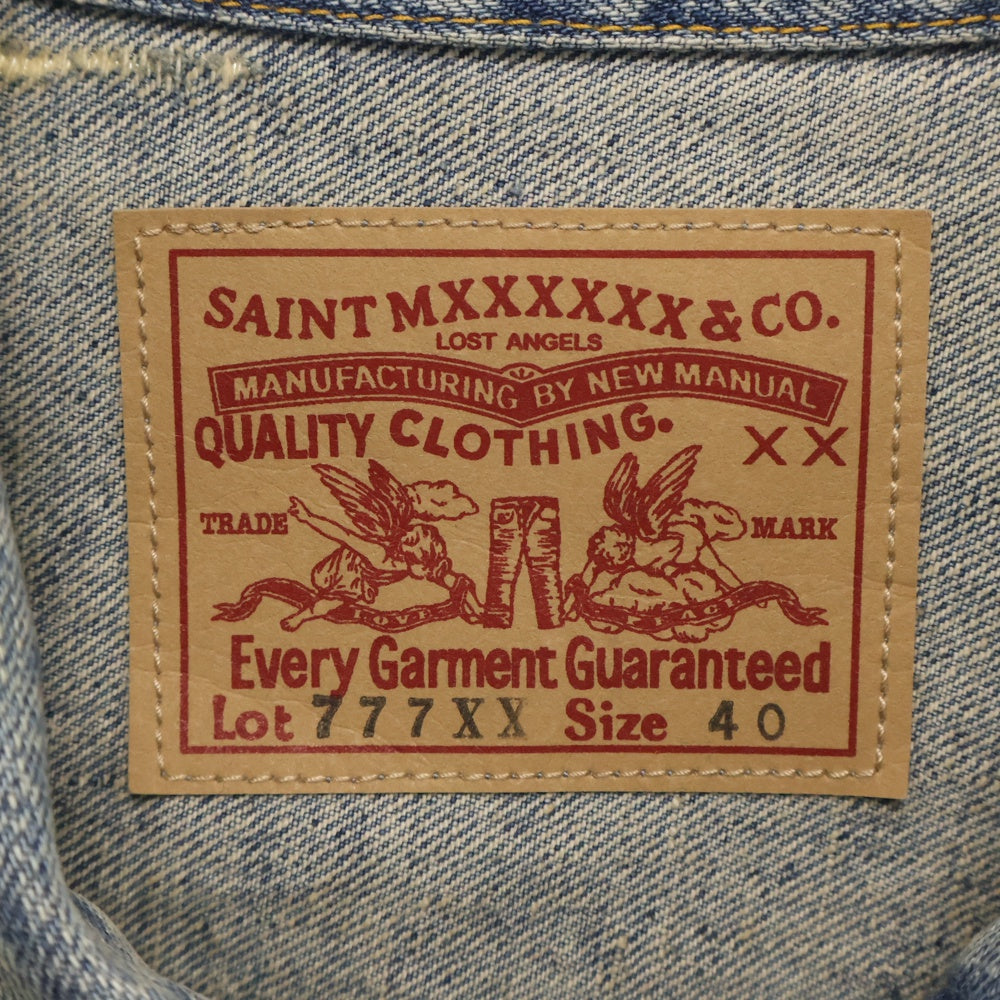 SAINT MXXXXXX & CO.
LOST ANGELS
MANUFACTURING BY NEW MANUAL
QUALITY CLOTHING. XX
TRADE MARK
Every Garment Guaranteed
Lot 777XX Size 40